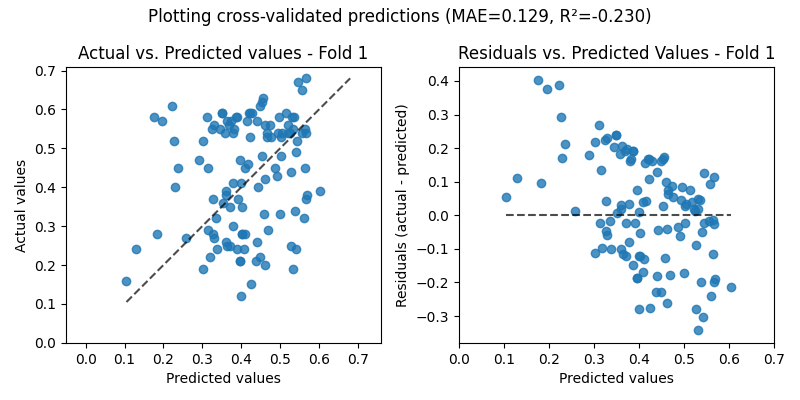 Plotting cross-validated predictions (MAE=0.129, R²=-0.230)
Actual vs. Predicted values - Fold 1
Actual values
0.7
0.6
0.5
0.4
0.3
0.2
0.1
0.0
0.0 0.1 0.2 0.3 0.4 0.5 0.6 0.7
Predicted values
Residuals vs. Predicted Values - Fold 1
Residuals (actual - predicted)
0.4
0.3
0.2
0.1
0.0
−0.1
−0.2
−0.3
0.0 0.1 0.2 0.3 0.4 0.5 0.6 0.7
Predicted values